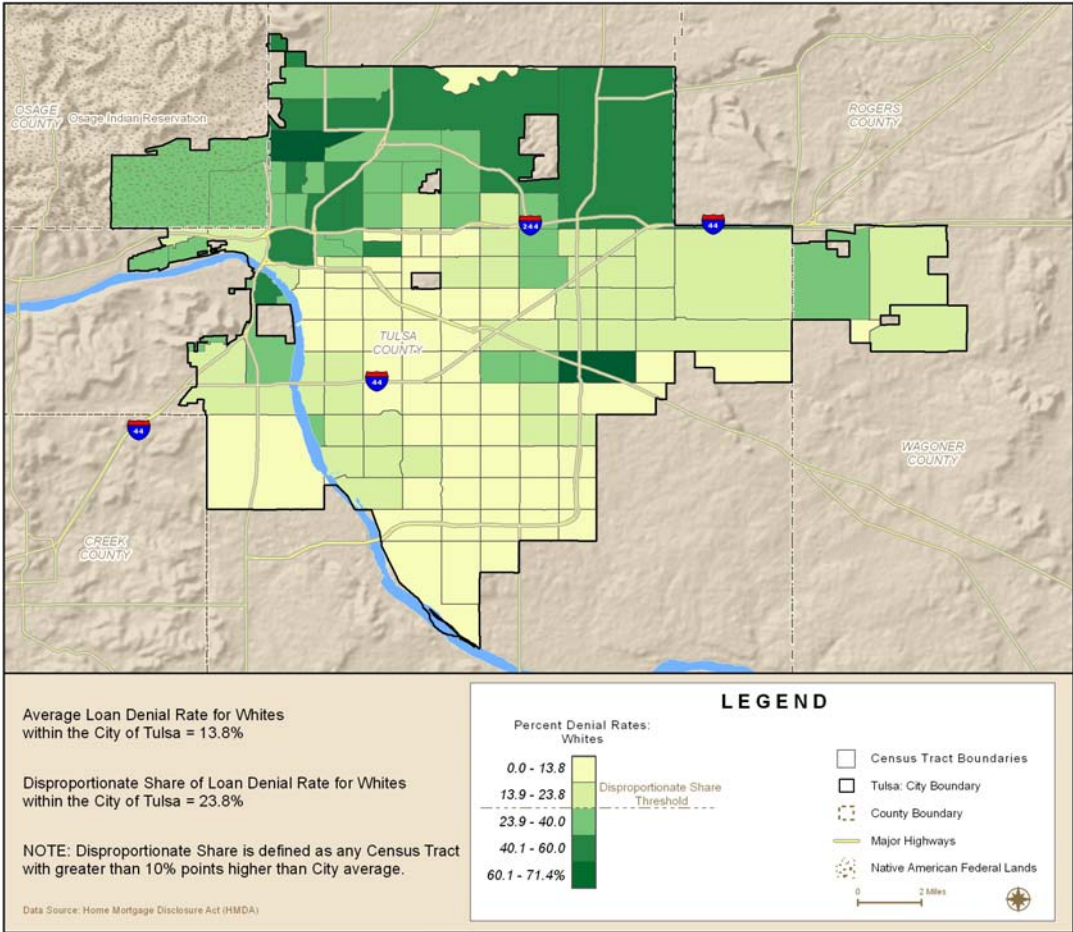 OSAGE
COUNTY
Osage Indian Reservation
ROGERS
COUNTY
244
44
TULSA
COUNTY
44
44
WAGONER
COUNTY
CREEK
COUNTY
Average Loan Denial Rate for Whites
within the City of Tulsa = 13.8%
Disproportionate Share of Loan Denial Rate for Whites
within the City of Tulsa = 23.8%
NOTE: Disproportionate Share is defined as any Census Tract
with greater than 10% points higher than City average.
Data Source: Home Mortgage Disclosure Act (HMDA)
LEGEND
Percent Denial Rates:
Whites
0.0 - 13.8
13.9 - 23.8
23.9 - 40.0
40.1 - 60.0
60.1 - 71.4%
Disproportionate Share
Threshold
Census Tract Boundaries
Tulsa: City Boundary
County Boundary
Major Highways
Native American Federal Lands
0 2 Miles